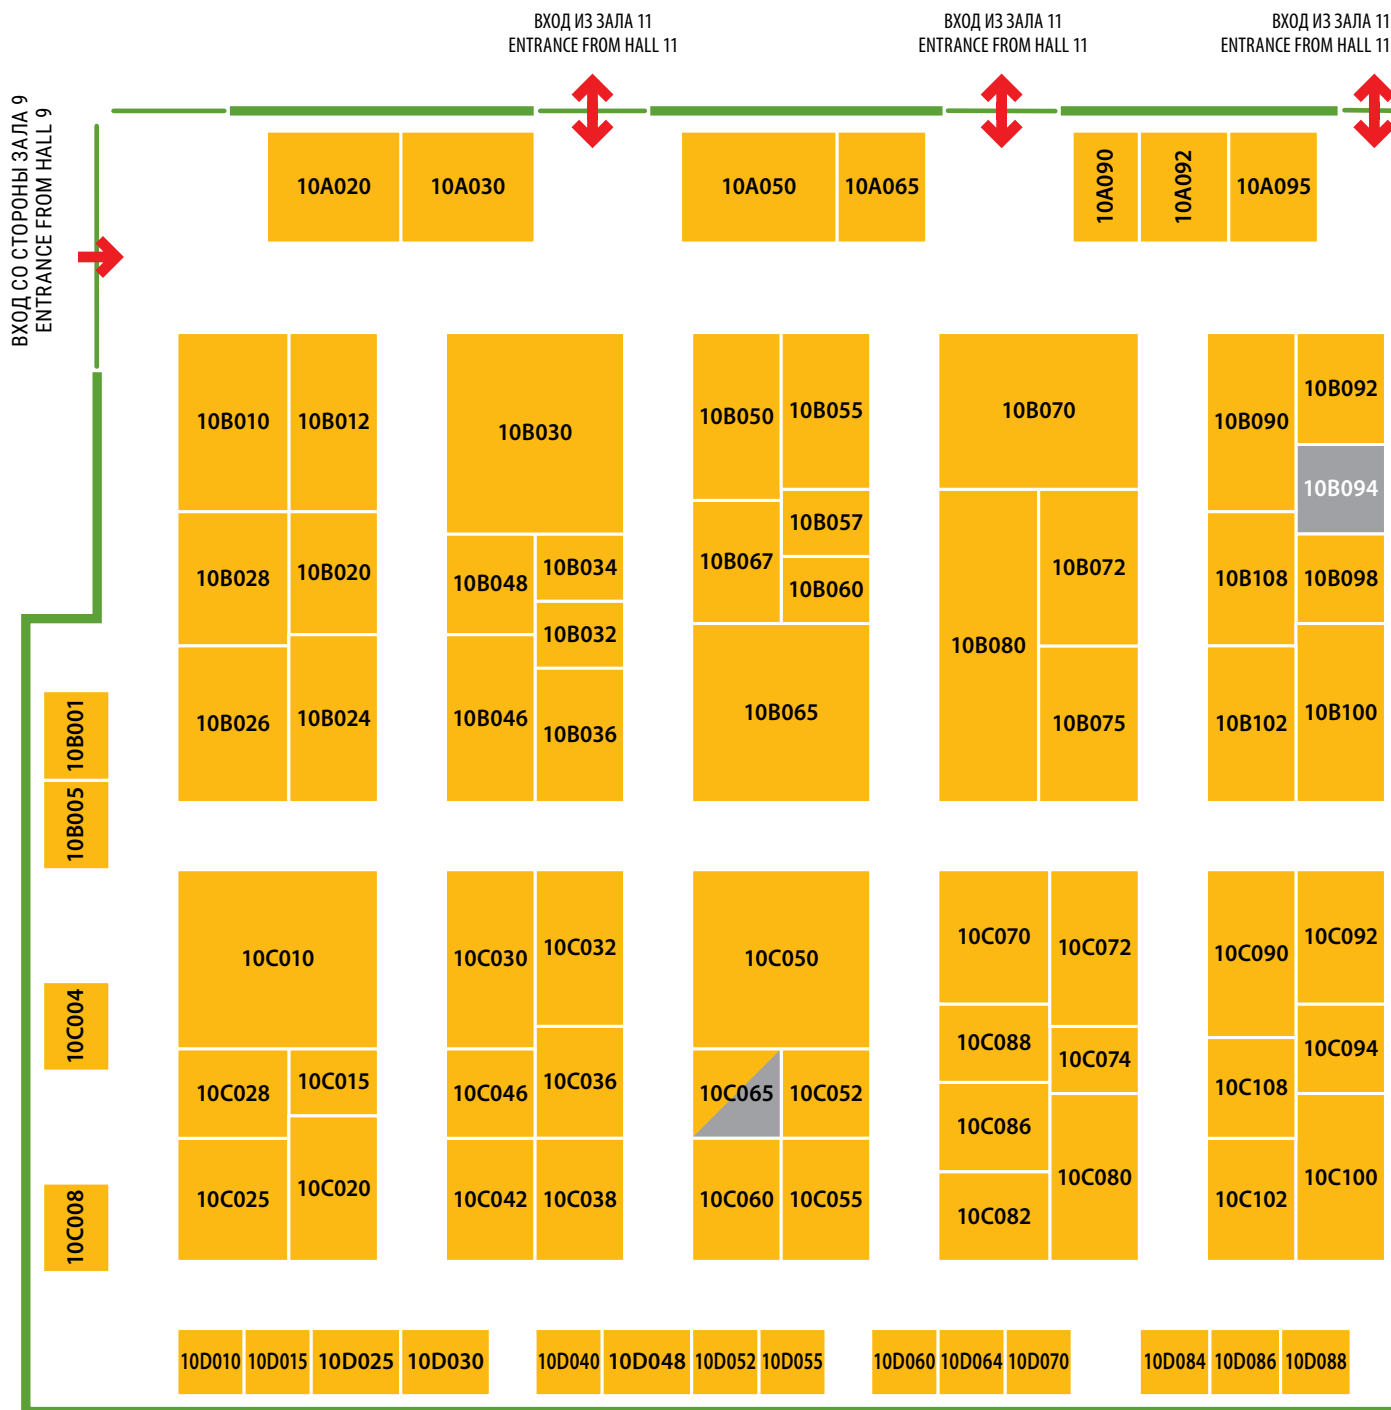 ВХОД ИЗ ЗАЛА 11
ENTRANCE FROM HALL 11
ВХОД ИЗ ЗАЛА 11
ENTRANCE FROM HALL 11
ВХОД ИЗ ЗАЛА 11
ENTRANCE FROM HALL 11
ВХОД СО СТОРОНЫ ЗАЛА 9
ENTRANCE FROM HALL 9
10A020
10A030
10A050
10A065
10A090
10A092
10A095
10B010
10B012
10B028
10B020
10B026
10B024
10B030
10B048
10B034
10B032
10B046
10B036
10B050
10B055
10B057
10B067
10B060
10B065
10B070
10B080
10B072
10B075
10B090
10B092
10B094
10B108
10B098
10B102
10B100
10B001
10B005
10C004
10C008
10C010
10C028
10C015
10C025
10C020
10C030
10C032
10C046
10C036
10C042
10C038
10C050
10C065
10C052
10C060
10C055
10C070
10C072
10C088
10C074
10C086
10C080
10C082
10C090
10C092
10C094
10C108
10C102
10C100
10D010
10D015
10D025
10D030
10D040
10D048
10D052
10D055
10D060
10D064
10D070
10D084
10D086
10D088